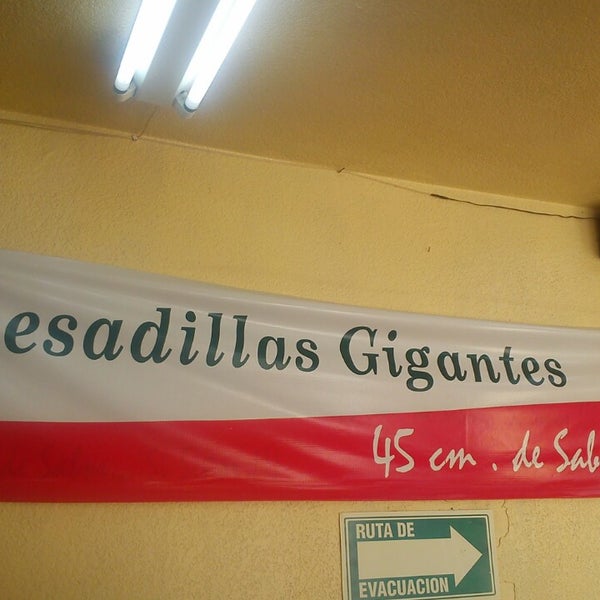 esadillas Gigantes
45 cm. de Sab
RUTA DE
EVACUACION